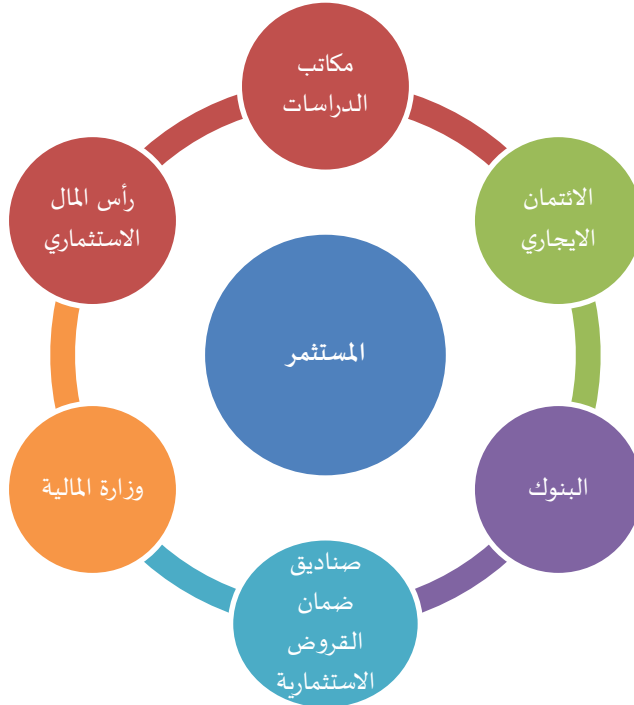 مكاتب
الدراسات
الائتمان
الايجاري
البنوك
صناديق
ضمان
القروض
الاستثمارية
وزارة المالية
رأس المال
الاستثماري
المستثمر